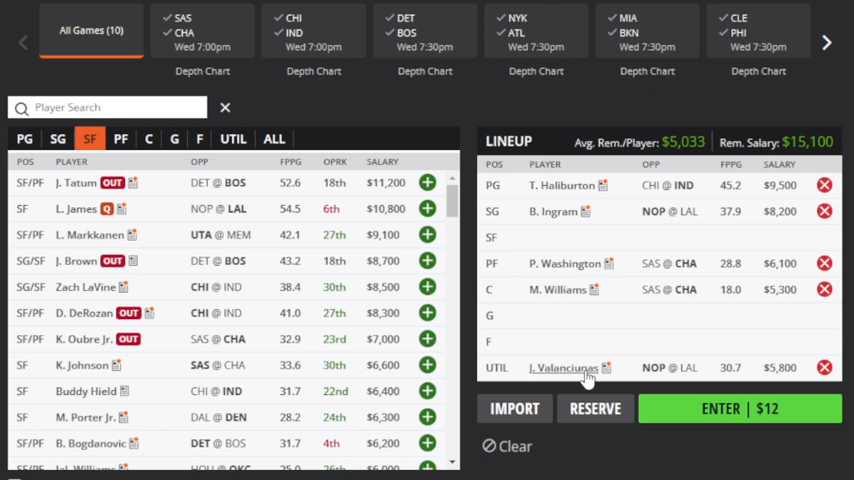 All Games (10)
SAS
CHA
Wed 7:00pm
CHI
IND
Wed 7:00pm
DET
BOS
Wed 7:30pm
NYK
ATL
Wed 7:30pm
MIA
BKN
Wed 7:30pm
CLE
PHI
Wed 7:30pm
Depth Chart Depth Chart Depth Chart Depth Chart Depth Chart Depth Chart
Player Search
PG SG SF PF C G F UTIL ALL
POS PLAYER OPP FPPG OPRK SALARY
SF/PF J. Tatum OUT DET @ BOS 52.6 18th $11,200
SF L. James Q NOP @ LAL 54.5 6th $10,800
SF/PF L. Markkanen UTA @ MEM 42.1 27th $9,100
SG/SF J. Brown OUT DET @ BOS 43.2 18th $8,700
SG/SF Zach LaVine CHI @ IND 38.4 30th $8,500
SF/PF D. DeRozan OUT CHI @ IND 41.0 27th $8,300
SF/PF K. Oubre Jr. OUT SAS @ CHA 32.9 23rd $7,000
SF K. Johnson SAS @ CHA 33.6 30th $6,600
SF Buddy Hield CHI @ IND 31.7 22nd $6,400
SF M. Porter Jr. DAL @ DEN 28.2 24th $6,300
SF/PF B. Bogdanovic DET @ BOS 31.7 4th $6,200
SF/PF Jal. Williams HOU @ OKC 25.0 26th $6,000
LINEUP Avg. Rem./Player: $5,033 Rem. Salary: $15,100
POS PLAYER OPP FPPG SALARY
PG T. Haliburton CHI @ IND 45.2 $9,500
SG B. Ingram NOP @ LAL 37.9 $8,200
SF
PF P. Washington SAS @ CHA 28.8 $6,100
C M. Williams SAS @ CHA 18.0 $5,300
G
F
UTIL J. Valanciunas NOP @ LAL 30.7 $5,800
IMPORT RESERVE ENTER | $12
Clear